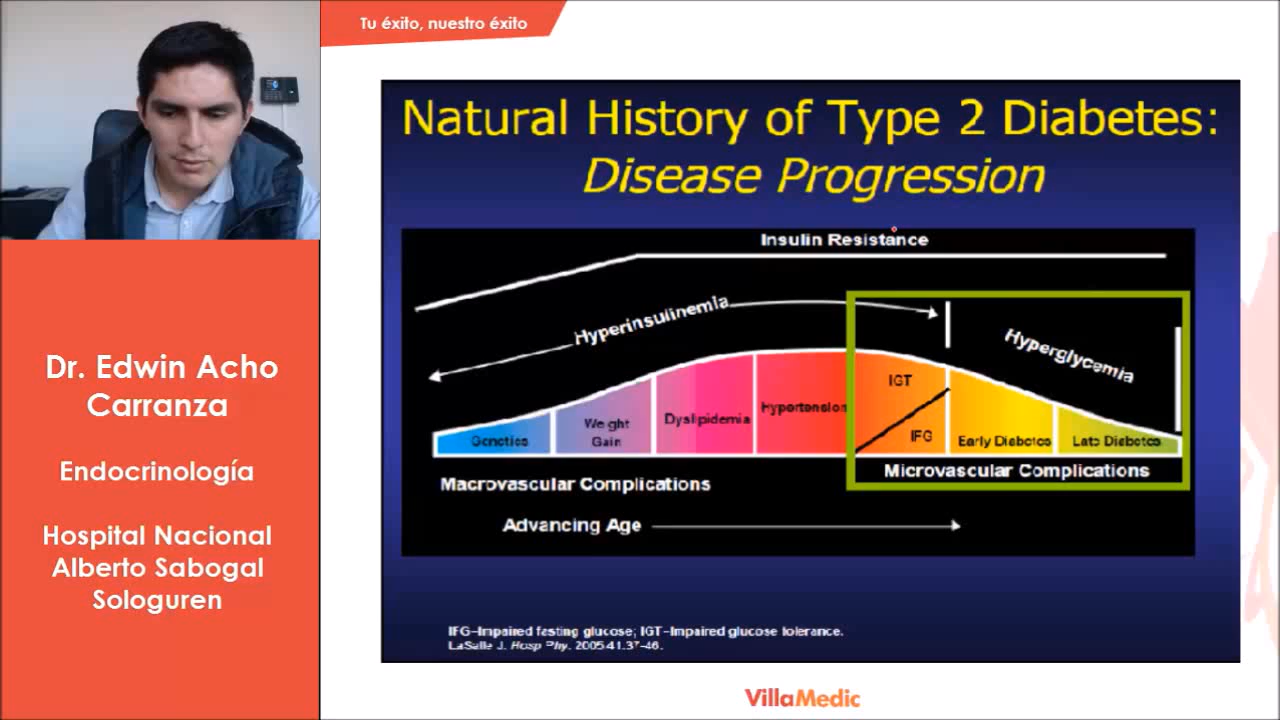 Tu éxito, nuestro éxito
Natural History of Type 2 Diabetes:
Disease Progression
Insulin Resistance
Hyperinsulinemia
Hyperglycemia
IGT
IFG
Genetics
Weight
Gain
Dyslipidemia
Hypertension
Early Diabetes
Late Diabetes
Macrovascular Complications
Microvascular Complications
Advancing Age
IFG=Impaired fasting glucose; IGT=Impaired glucose tolerance.
LaSalle J. Hosp Phy. 2005;41:37-46.
Dr. Edwin Acho
Carranza
Endocrinología
Hospital Nacional
Alberto Sabogal
Sologuren
VillaMedic